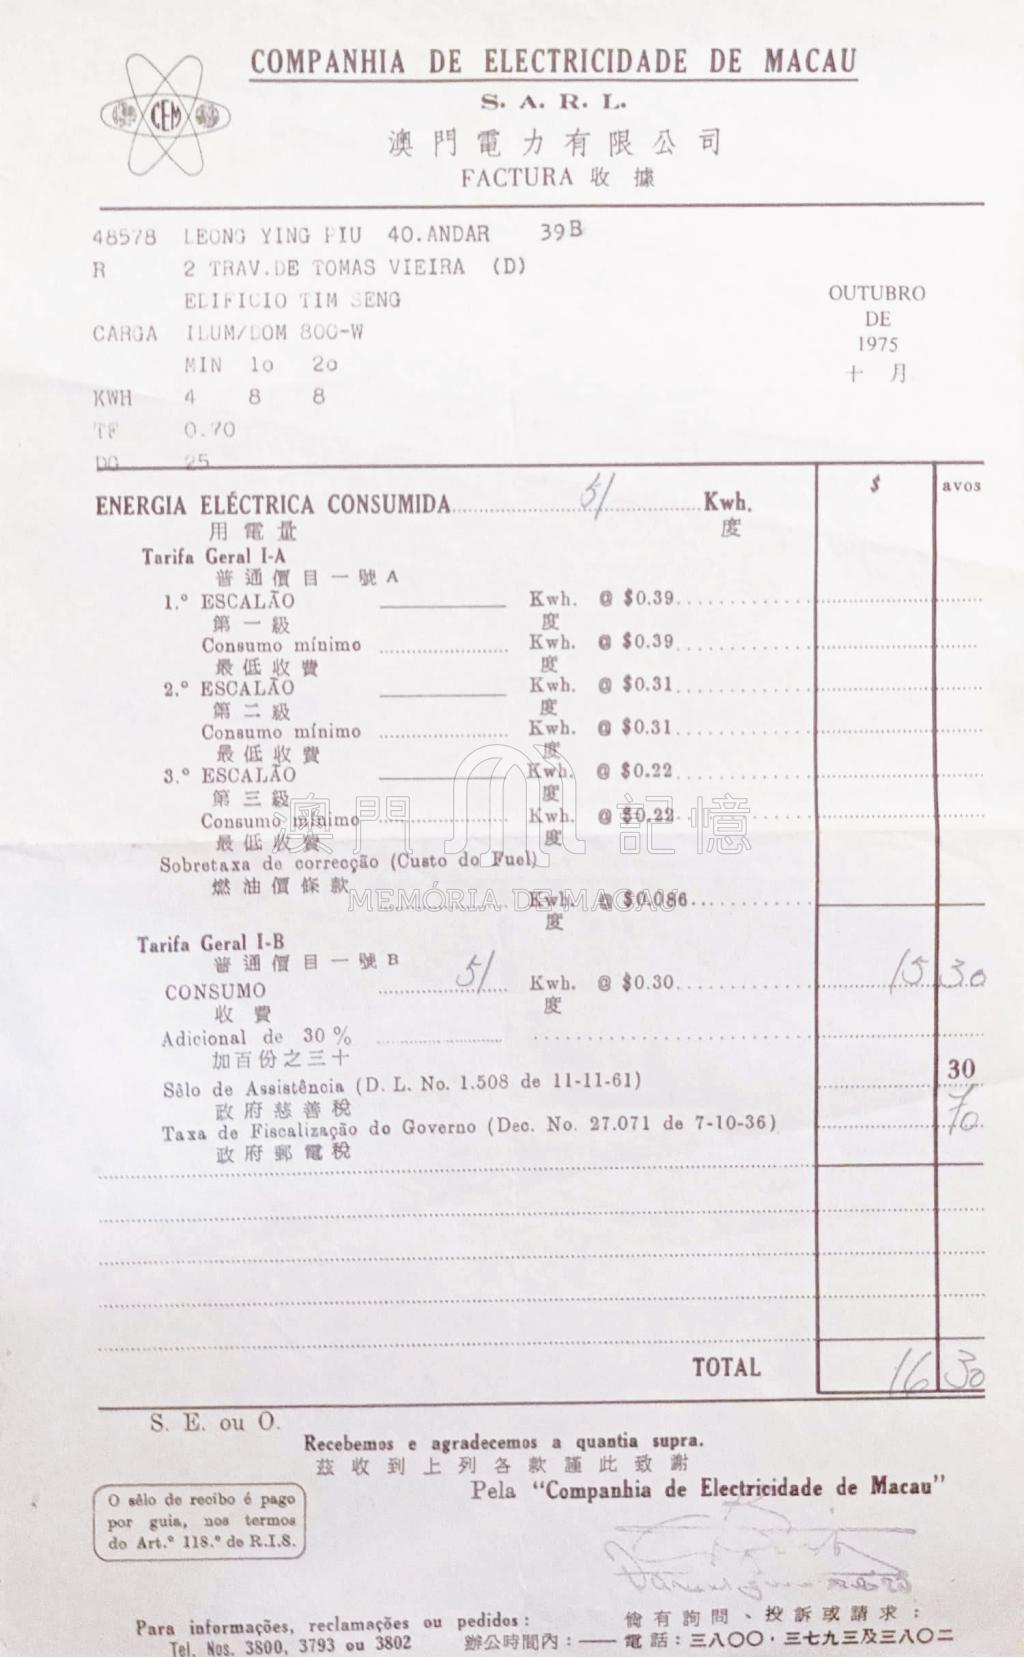 COMPANHIA DE ELECTRICIDADE DE MACAU
CEM
S. A. R. L.
澳門電力有限公司
FACTURA 收據
48578 LEONG YING PIU 4O.ANDAR 39B
R 2 TRAV.DE TOMAS VIEIRA (D)
EDIFICIO TIM SENG
OUTUBRO
DE
1975
十月
CARGA ILUM/DOM 800-W
MIN 1o 2o
KWH 4 8 8
TF 0.70
DG 25
$ avos
ENERGIA ELÉCTRICA CONSUMIDA 51 Kwh.
用電量 度
Tarifa Geral I-A
普通價目一號A
1.º ESCALÃO Kwh. @ $0.39
第一級 度
Consumo mínimo Kwh. @ $0.39
最低收費 度
2.º ESCALÃO Kwh. @ $0.31
第二級 度
Consumo mínimo Kwh. @ $0.31
最低收費 度
3.º ESCALÃO Kwh. @ $0.22
第三級 度
Consumo mínimo Kwh. @ $0.22
最低收費 度
澳門記憶
MEMÓRIA DE MACAU
Sobretaxa de correcção (Custo do Fuel)
燃油價條款
Kwh. @ $0.086
度
Tarifa Geral I-B
普通價目一號B
CONSUMO 51 Kwh. @ $0.30 15 30
收費 度
Adicional de 30 %
加百份之三十
Sêlo de Assistência (D. L. No. 1.508 de 11-11-61) 30
政府慈善稅
Taxa de Fiscalização do Governo (Dec. No. 27.071 de 7-10-36) 70
政府郵電稅
TOTAL 16 30
S. E. ou O.
Recebemos e agradecemos a quantia supra.
茲收到上列各款謹此致謝
Pela "Companhia de Electricidade de Macau"
O sêlo de recibo é pago
por guia, nos termos
do Art.º 118.º do R.I.S.
Para informações, reclamações ou pedidos:
Tel. Nos. 3800, 3793 ou 3802
倘有詢問、投訴或請求:
辦公時間內:——電話:三八〇〇·三七九三及三八〇二